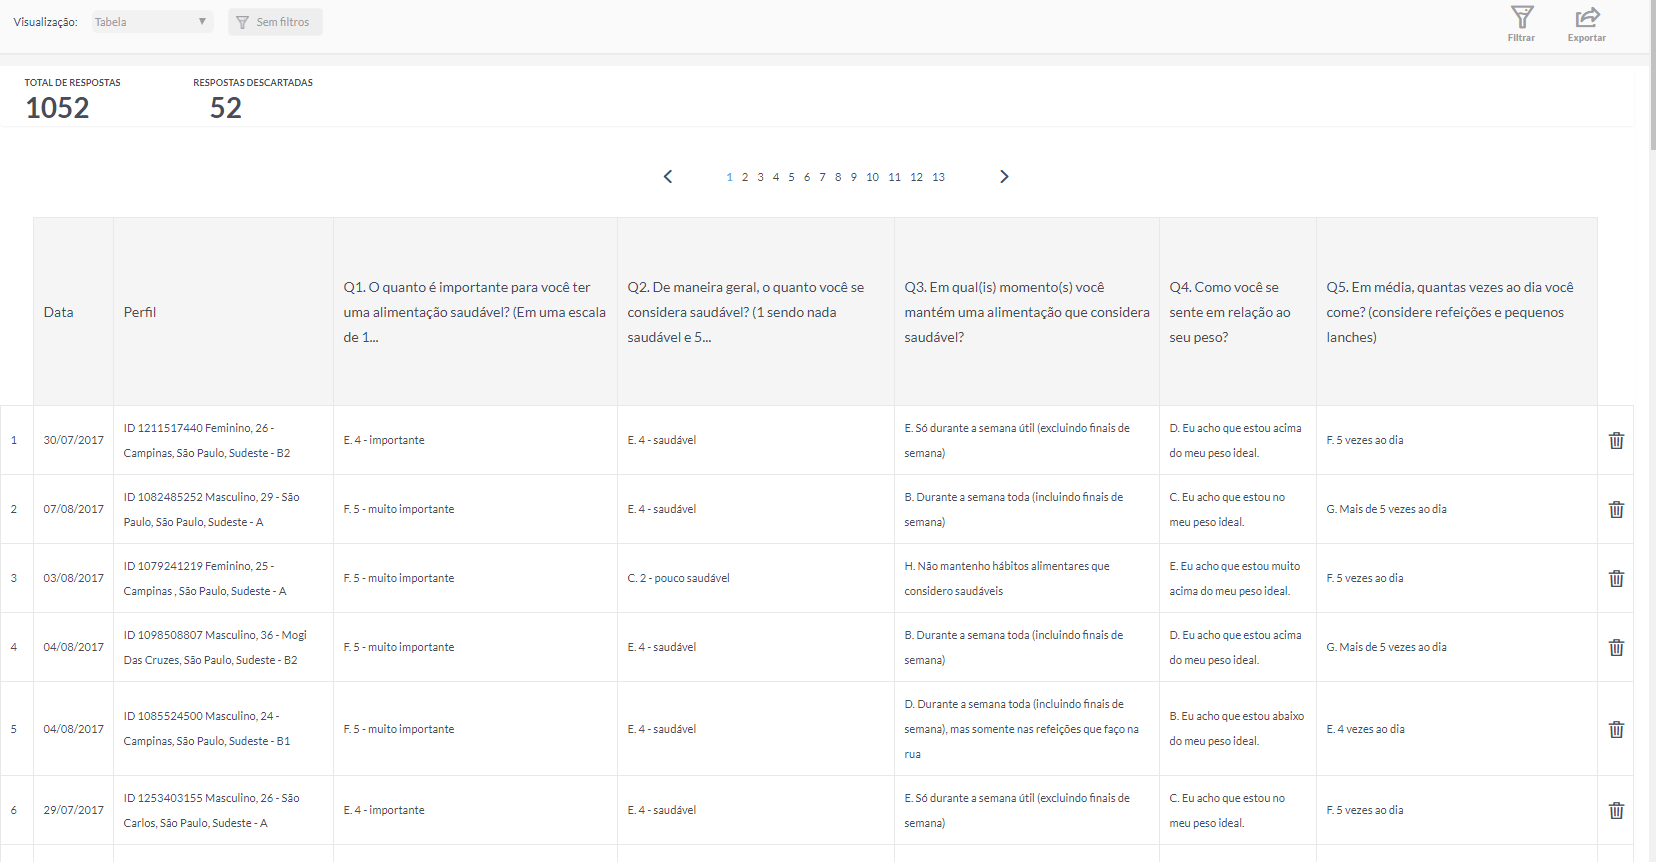 Visualização: Tabela ▼ Sem filtros
Filtrar Exportar
TOTAL DE RESPOSTAS RESPOSTAS DESCARTADAS
1052 52
1 2 3 4 5 6 7 8 9 10 11 12 13
Data
Perfil
Q1. O quanto é importante para você ter
uma alimentação saudável? (Em uma escala
de 1...
Q2. De maneira geral, o quanto você se
considera saudável? (1 sendo nada
saudável e 5...
Q3. Em qual(is) momento(s) você
mantém uma alimentação que considera
saudável?
Q4. Como você se
sente em relação ao
seu peso?
Q5. Em média, quantas vezes ao dia você
come? (considere refeições e pequenos
lanches)
1
30/07/2017
ID 1211517440 Feminino, 26 -
Campinas, São Paulo, Sudeste - B2
E. 4 - importante
E. 4 - saudável
E. Só durante a semana útil (excluindo finais de
semana)
D. Eu acho que estou acima
do meu peso ideal.
F. 5 vezes ao dia
2
07/08/2017
ID 1082485252 Masculino, 29 - São
Paulo, São Paulo, Sudeste - A
F. 5 - muito importante
E. 4 - saudável
B. Durante a semana toda (incluindo finais de
semana)
C. Eu acho que estou no
meu peso ideal.
G. Mais de 5 vezes ao dia
3
03/08/2017
ID 1079241219 Feminino, 25 -
Campinas , São Paulo, Sudeste - A
F. 5 - muito importante
C. 2 - pouco saudável
H. Não mantenho hábitos alimentares que
considero saudáveis
E. Eu acho que estou muito
acima do meu peso ideal.
F. 5 vezes ao dia
4
04/08/2017
ID 1098508807 Masculino, 36 - Mogi
Das Cruzes, São Paulo, Sudeste - B2
F. 5 - muito importante
E. 4 - saudável
B. Durante a semana toda (incluindo finais de
semana)
D. Eu acho que estou acima
do meu peso ideal.
G. Mais de 5 vezes ao dia
5
04/08/2017
ID 1085524500 Masculino, 24 -
Campinas, São Paulo, Sudeste - B1
F. 5 - muito importante
E. 4 - saudável
D. Durante a semana toda (incluindo finais de
semana), mas somente nas refeições que faço na
rua
B. Eu acho que estou abaixo
do meu peso ideal.
E. 4 vezes ao dia
6
29/07/2017
ID 1253403155 Masculino, 26 - São
Carlos, São Paulo, Sudeste - A
E. 4 - importante
E. 4 - saudável
E. Só durante a semana útil (excluindo finais de
semana)
C. Eu acho que estou no
meu peso ideal.
F. 5 vezes ao dia